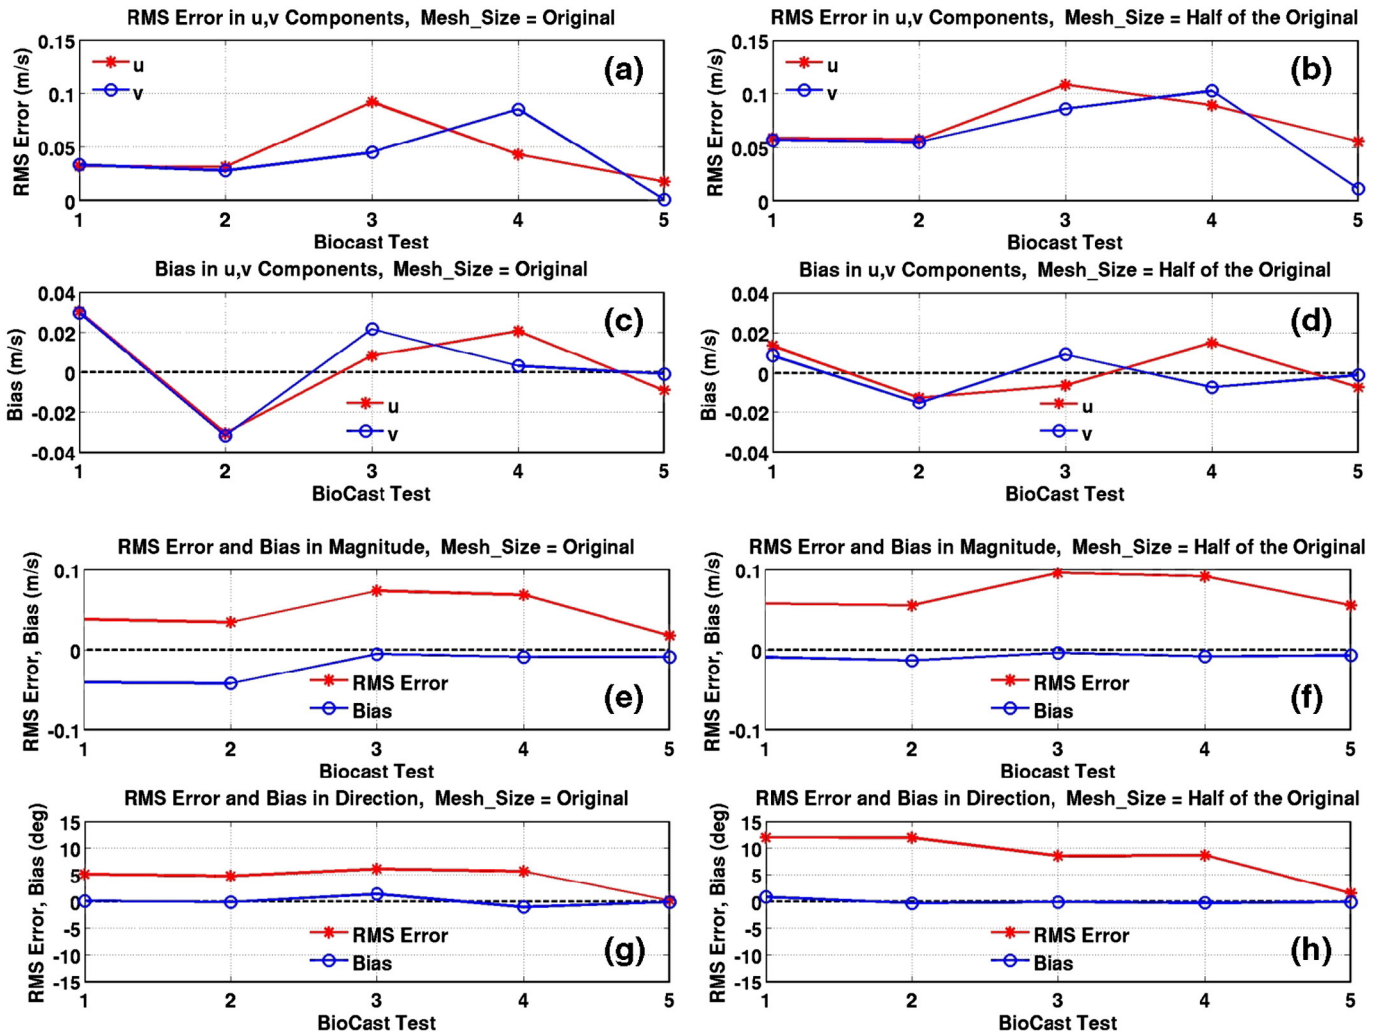 RMS Error in u,v Components, Mesh_Size = Original
RMS Error (m/s)
0.15
0.1
0.05
0
u
v
(a)
1 2 3 4 5
Biocast Test
RMS Error in u,v Components, Mesh_Size = Half of the Original
RMS Error (m/s)
0.15
0.1
0.05
0
u
v
(b)
1 2 3 4 5
Biocast Test
Bias in u,v Components, Mesh_Size = Original
Bias (m/s)
0.04
0.02
0
-0.02
-0.04
(c)
u
v
1 2 3 4 5
BioCast Test
Bias in u,v Components, Mesh_Size = Half of the Original
Bias (m/s)
0.04
0.02
0
-0.02
-0.04
(d)
u
v
1 2 3 4 5
BioCast Test
RMS Error and Bias in Magnitude, Mesh_Size = Original
RMS Error, Bias (m/s)
0.1
0
-0.1
RMS Error
Bias
(e)
1 2 3 4 5
Biocast Test
RMS Error and Bias in Magnitude, Mesh_Size = Half of the Original
RMS Error, Bias (m/s)
0.1
0
-0.1
RMS Error
Bias
(f)
1 2 3 4 5
Biocast Test
RMS Error and Bias in Direction, Mesh_Size = Original
RMS Error, Bias (deg)
15
10
5
0
-5
-10
-15
RMS Error
Bias
(g)
1 2 3 4 5
BioCast Test
RMS Error and Bias in Direction, Mesh_Size = Half of the Original
RMS Error, Bias (deg)
15
10
5
0
-5
-10
-15
RMS Error
Bias
(h)
1 2 3 4 5
BioCast Test